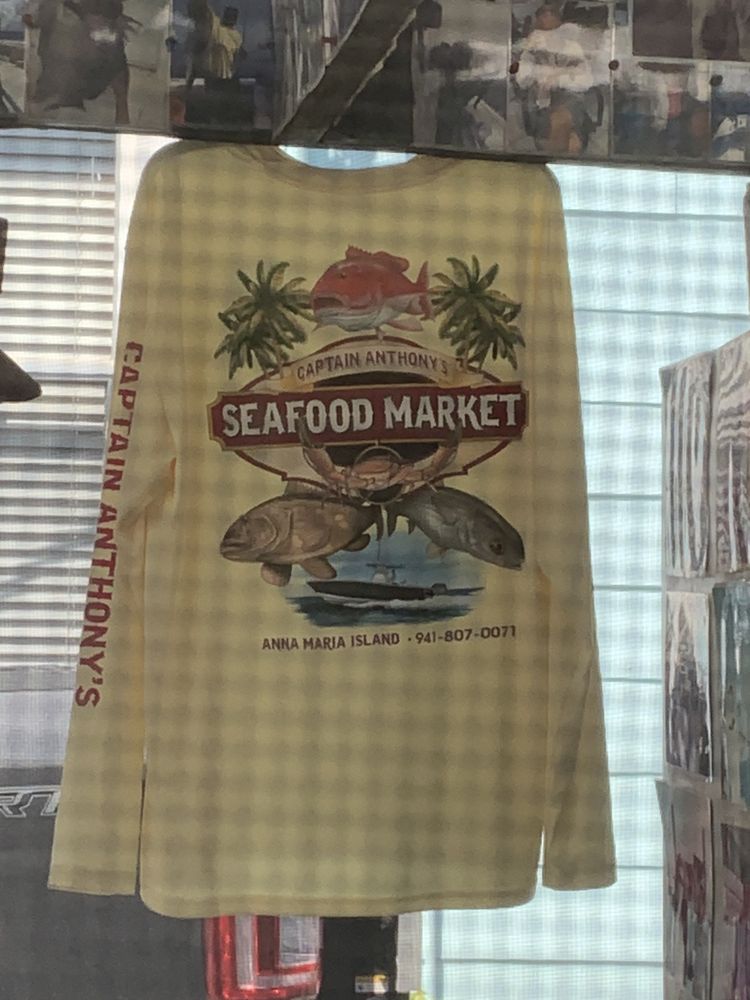 CAPTAIN ANTHONY'S
SEAFOOD MARKET
ANNA MARIA ISLAND · 941-807-0071
CAPTAIN ANTHONY'S